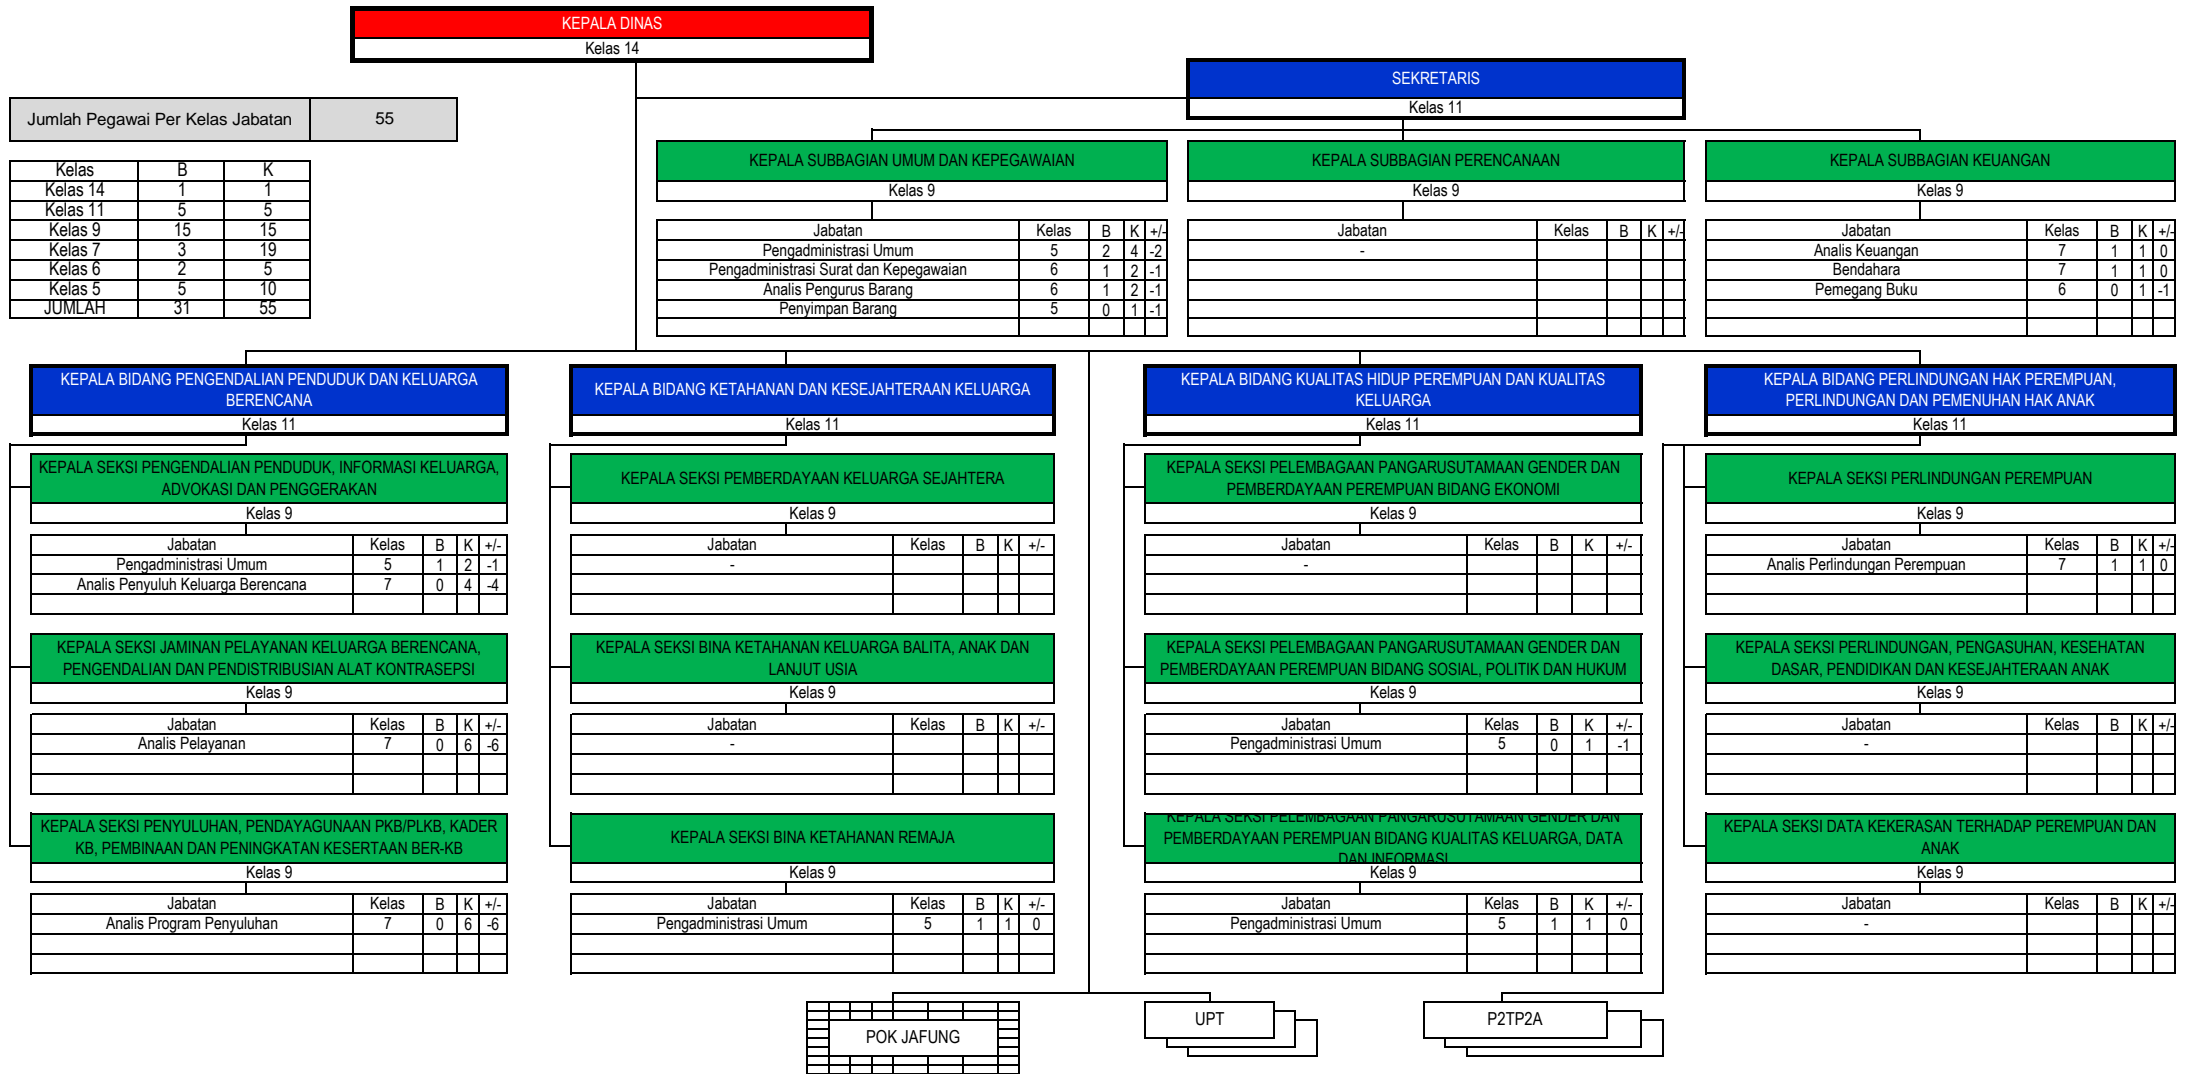 KEPALA DINAS
Kelas 14
SEKRETARIS
Kelas 11
Jumlah Pegawai Per Kelas Jabatan 55
Kelas B K
Kelas 14 1 1
Kelas 11 5 5
Kelas 9 15 15
Kelas 7 3 19
Kelas 6 2 5
Kelas 5 5 10
JUMLAH 31 55
KEPALA SUBBAGIAN UMUM DAN KEPEGAWAIAN
Kelas 9
Jabatan Kelas B K +/-
Pengadministrasi Umum 5 2 4 -2
Pengadministrasi Surat dan Kepegawaian 6 1 2 -1
Analis Pengurus Barang 6 1 2 -1
Penyimpan Barang 5 0 1 -1
KEPALA SUBBAGIAN PERENCANAAN
Kelas 9
Jabatan Kelas B K +/-
-
KEPALA SUBBAGIAN KEUANGAN
Kelas 9
Jabatan Kelas B K +/-
Analis Keuangan 7 1 1 0
Bendahara 7 1 1 0
Pemegang Buku 6 0 1 -1
KEPALA BIDANG PENGENDALIAN PENDUDUK DAN KELUARGA
BERENCANA
Kelas 11
KEPALA SEKSI PENGENDALIAN PENDUDUK, INFORMASI KELUARGA,
ADVOKASI DAN PENGGERAKAN
Kelas 9
Jabatan Kelas B K +/-
Pengadministrasi Umum 5 1 2 -1
Analis Penyuluh Keluarga Berencana 7 0 4 -4
KEPALA SEKSI JAMINAN PELAYANAN KELUARGA BERENCANA,
PENGENDALIAN DAN PENDISTRIBUSIAN ALAT KONTRASEPSI
Kelas 9
Jabatan Kelas B K +/-
Analis Pelayanan 7 0 6 -6
KEPALA SEKSI PENYULUHAN, PENDAYAGUNAAN PKB/PLKB, KADER
KB, PEMBINAAN DAN PENINGKATAN KESERTAAN BER-KB
Kelas 9
Jabatan Kelas B K +/-
Analis Program Penyuluhan 7 0 6 -6
KEPALA BIDANG KETAHANAN DAN KESEJAHTERAAN KELUARGA
Kelas 11
KEPALA SEKSI PEMBERDAYAAN KELUARGA SEJAHTERA
Kelas 9
Jabatan Kelas B K +/-
-
KEPALA SEKSI BINA KETAHANAN KELUARGA BALITA, ANAK DAN
LANJUT USIA
Kelas 9
Jabatan Kelas B K +/-
-
KEPALA SEKSI BINA KETAHANAN REMAJA
Kelas 9
Jabatan Kelas B K +/-
Pengadministrasi Umum 5 1 1 0
KEPALA BIDANG KUALITAS HIDUP PEREMPUAN DAN KUALITAS
KELUARGA
Kelas 11
KEPALA SEKSI PELEMBAGAAN PANGARUSUTAMAAN GENDER DAN
PEMBERDAYAAN PEREMPUAN BIDANG EKONOMI
Kelas 9
Jabatan Kelas B K +/-
-
KEPALA SEKSI PELEMBAGAAN PANGARUSUTAMAAN GENDER DAN
PEMBERDAYAAN PEREMPUAN BIDANG SOSIAL, POLITIK DAN HUKUM
Kelas 9
Jabatan Kelas B K +/-
Pengadministrasi Umum 5 0 1 -1
KEPALA SEKSI PELEMBAGAAN PANGARUSUTAMAAN GENDER DAN
PEMBERDAYAAN PEREMPUAN BIDANG KUALITAS KELUARGA, DATA
DAN INFORMASI
Kelas 9
Jabatan Kelas B K +/-
Pengadministrasi Umum 5 1 1 0
KEPALA BIDANG PERLINDUNGAN HAK PEREMPUAN,
PERLINDUNGAN DAN PEMENUHAN HAK ANAK
Kelas 11
KEPALA SEKSI PERLINDUNGAN PEREMPUAN
Kelas 9
Jabatan Kelas B K +/-
Analis Perlindungan Perempuan 7 1 1 0
KEPALA SEKSI PERLINDUNGAN, PENGASUHAN, KESEHATAN
DASAR, PENDIDIKAN DAN KESEJAHTERAAN ANAK
Kelas 9
Jabatan Kelas B K +/-
-
KEPALA SEKSI DATA KEKERASAN TERHADAP PEREMPUAN DAN
ANAK
Kelas 9
Jabatan Kelas B K +/-
-
POK JAFUNG
UPT
P2TP2A